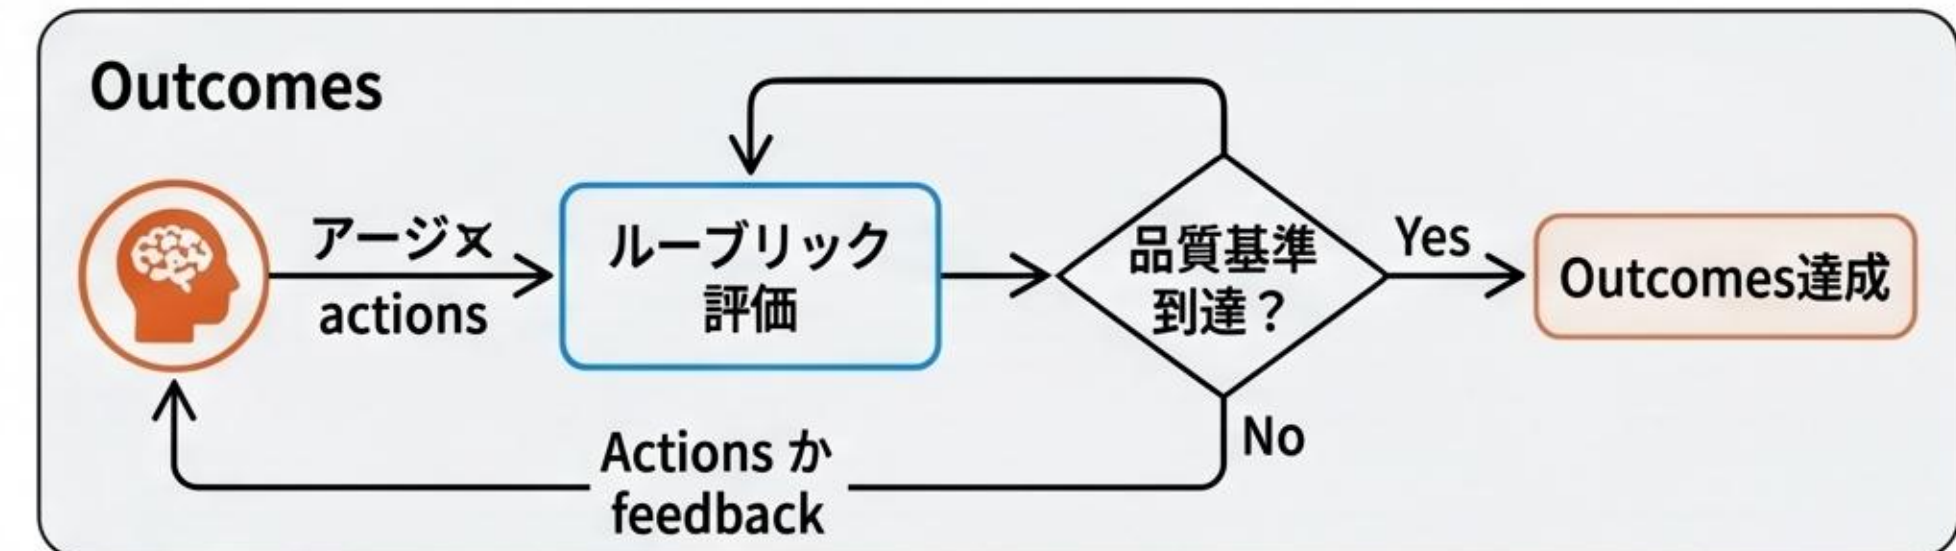 Outcomes
アージ
actions
ルーブリック
評価
品質基準
到達？
Yes
Outcomes達成
No
Actions か
feedback